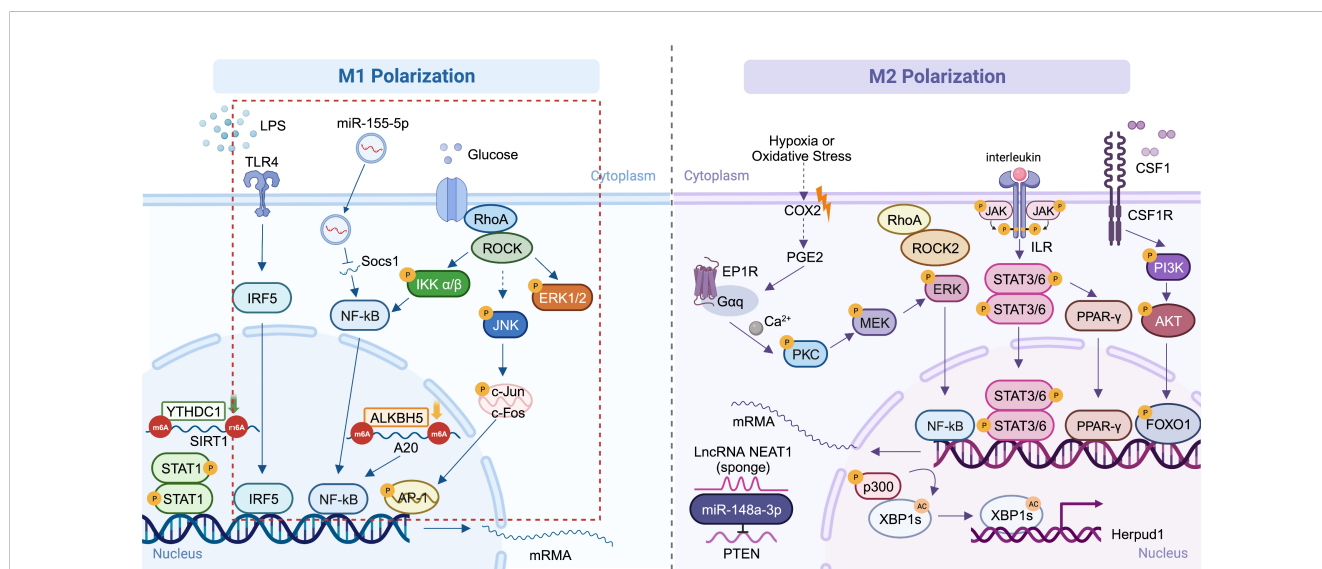 M1 Polarization
M2 Polarization
LPS
miR-155-5p
TLR4
Glucose
Cytoplasm
RhoA
ROCK
Socs1
P
IKK α/β
P
ERK1/2
IRF5
NF-kB
P
JNK
P
c-Jun
c-Fos
YTHDC1
m6A
m6A
SIRT1
ALKBH5
m6A
m6A
A20
STAT1
P
P
STAT1
IRF5
NF-kB
P
AP-1
Nucleus
mRMA
Hypoxia or
Oxidative Stress
interleukin
CSF1
Cytoplasm
COX2
RhoA
P
JAK
JAK
P
P
P
CSF1R
ROCK2
ILR
PGE2
P
PI3K
EP1R
Gαq
P
ERK
STAT3/6
P
P
STAT3/6
PPAR-γ
P
AKT
Ca2+
P
MEK
P
PKC
mRMA
STAT3/6
P
P
STAT3/6
NF-kB
PPAR-γ
P
FOXO1
LncRNA NEAT1
(sponge)
miR-148a-3p
PTEN
P
p300
AC
XBP1s
AC
XBP1s
Herpud1
Nucleus